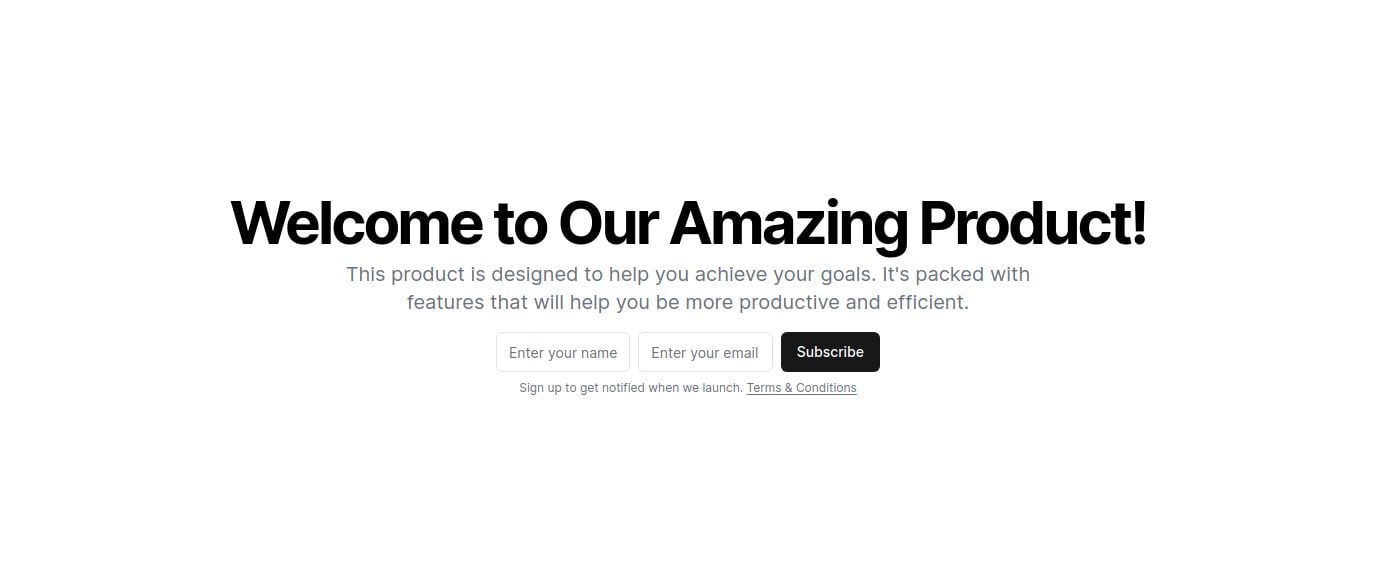 Welcome to Our Amazing Product!
This product is designed to help you achieve your goals. It's packed with
features that will help you be more productive and efficient.
Enter your name Enter your email Subscribe
Sign up to get notified when we launch. Terms & Conditions